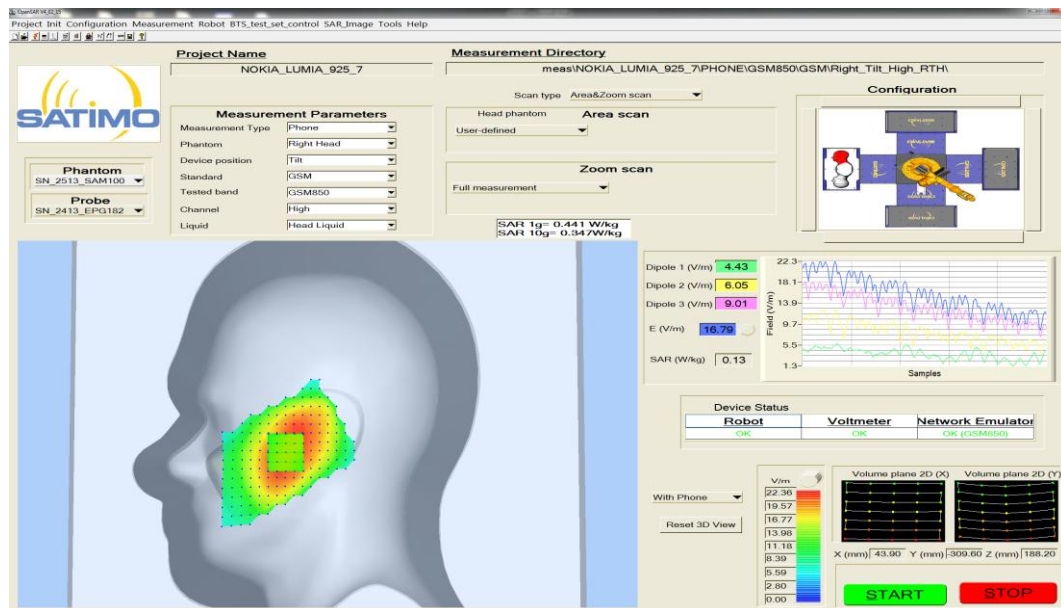 OpenSAR V4_02_15
Project Init Configuration Measurement Robot BTS_test_set_control SAR_Image Tools Help
Project Name
NOKIA_LUMIA_925_7
Measurement Directory
meas\NOKIA_LUMIA_925_7\PHONE\GSM850\GSM\Right_Tilt_High_RTH\
SATIMO
Phantom
SN_2513_SAM100
Probe
SN_2413_EPG182
Measurement Parameters
Measurement Type Phone
Phantom Right Head
Device position Tilt
Standard GSM
Tested band GSM850
Channel High
Liquid Head Liquid
Scan type Area&Zoom scan
Head phantom Area scan
User-defined
Zoom scan
Full measurement
SAR 1g= 0.441 W/kg
SAR 10g= 0.347W/kg
Configuration
Dipole 1 (V/m) 4.43
Dipole 2 (V/m) 6.05
Dipole 3 (V/m) 9.01
E (V/m) 16.79
SAR (W/kg) 0.13
Field (V/m)
22.3
18.1
13.9
9.7
5.5
1.3
Samples
Device Status
Robot Voltmeter Network Emulator
OK OK OK (GSM850)
With Phone
Reset 3D View
V/m
22.36
19.57
16.77
13.98
11.18
8.39
5.59
2.80
0.00
Volume plane 2D (X) Volume plane 2D (Y)
X (mm) 43.90 Y (mm) -309.60 Z (mm) 188.20
START STOP